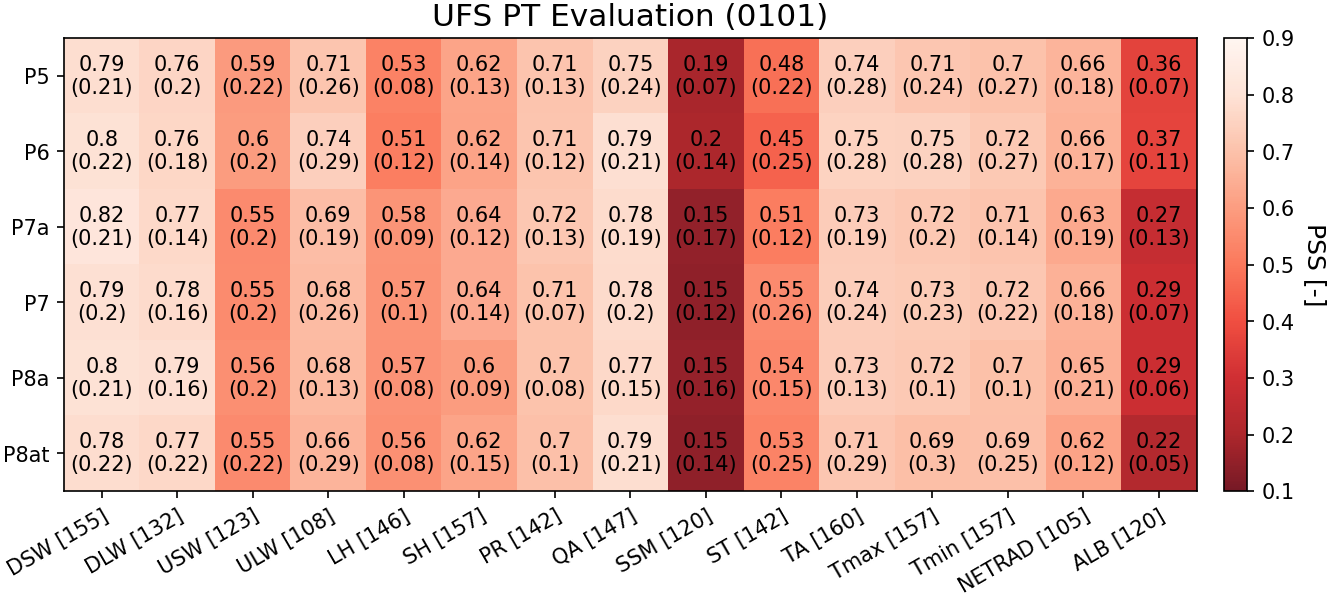 UFS PT Evaluation (0101)
P5 0.79 0.76 0.59 0.71 0.53 0.62 0.71 0.75 0.19 0.48 0.74 0.71 0.7 0.66 0.36
(0.21) (0.2) (0.22) (0.26) (0.08) (0.13) (0.13) (0.24) (0.07) (0.22) (0.28) (0.24) (0.27) (0.18) (0.07)
P6 0.8 0.76 0.6 0.74 0.51 0.62 0.71 0.79 0.2 0.45 0.75 0.75 0.72 0.66 0.37
(0.22) (0.18) (0.2) (0.29) (0.12) (0.14) (0.12) (0.21) (0.14) (0.25) (0.28) (0.28) (0.27) (0.17) (0.11)
P7a 0.82 0.77 0.55 0.69 0.58 0.64 0.72 0.78 0.15 0.51 0.73 0.72 0.71 0.63 0.27
(0.21) (0.14) (0.2) (0.19) (0.09) (0.12) (0.13) (0.19) (0.17) (0.12) (0.19) (0.2) (0.14) (0.19) (0.13)
P7 0.79 0.78 0.55 0.68 0.57 0.64 0.71 0.78 0.15 0.55 0.74 0.73 0.72 0.66 0.29
(0.2) (0.16) (0.2) (0.26) (0.1) (0.14) (0.07) (0.2) (0.12) (0.26) (0.24) (0.23) (0.22) (0.18) (0.07)
P8a 0.8 0.79 0.56 0.68 0.57 0.6 0.7 0.77 0.15 0.54 0.73 0.72 0.7 0.65 0.29
(0.21) (0.16) (0.2) (0.13) (0.08) (0.09) (0.08) (0.15) (0.16) (0.15) (0.13) (0.1) (0.1) (0.21) (0.06)
P8at 0.78 0.77 0.55 0.66 0.56 0.62 0.7 0.79 0.15 0.53 0.71 0.69 0.69 0.62 0.22
(0.22) (0.22) (0.22) (0.29) (0.08) (0.15) (0.1) (0.21) (0.14) (0.25) (0.29) (0.3) (0.25) (0.12) (0.05)
DSW [155] DLW [132] USW [123] ULW [108] LH [146] SH [157] PR [142] QA [147] SSM [120] ST [142] TA [160] Tmax [157] Tmin [157] NETRAD [105] ALB [120]
0.9
0.8
0.7
0.6
0.5
0.4
0.3
0.2
0.1
PSS [-]